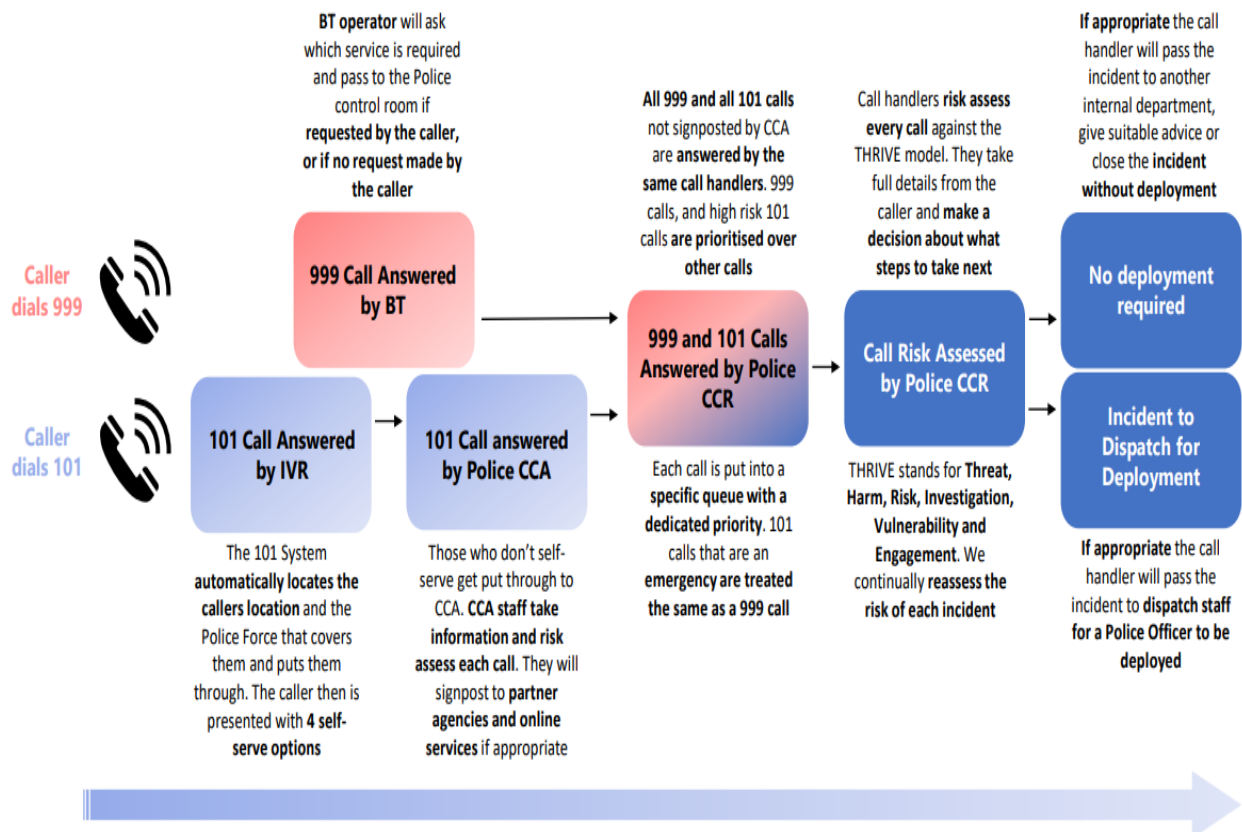 BT operator will ask
which service is required
and pass to the Police
control room if
requested by the caller,
or if no request made by
the caller
All 999 and all 101 calls
not signposted by CCA
are answered by the
same call handlers. 999
calls, and high risk 101
calls are prioritised over
other calls
Call handlers risk assess
every call against the
THRIVE model. They take
full details from the
caller and make a
decision about what
steps to take next
If appropriate the call
handler will pass the
incident to another
internal department,
give suitable advice or
close the incident
without deployment
Caller
dials 999
999 Call Answered
by BT
999 and 101 Calls
Answered by Police
CCR
Call Risk Assessed
by Police CCR
No deployment
required
Caller
dials 101
101 Call Answered
by IVR
101 Call answered
by Police CCA
Incident to
Dispatch for
Deployment
The 101 System
automatically locates the
callers location and the
Police Force that covers
them and puts them
through. The caller then is
presented with 4 self-
serve options
Those who don't self-
serve get put through to
CCA. CCA staff take
information and risk
assess each call. They will
signpost to partner
agencies and online
services if appropriate
Each call is put into a
specific queue with a
dedicated priority. 101
calls that are an
emergency are treated
the same as a 999 call
THRIVE stands for Threat,
Harm, Risk, Investigation,
Vulnerability and
Engagement. We
continually reassess the
risk of each incident
If appropriate the call
handler will pass the
incident to dispatch staff
for a Police Officer to be
deployed